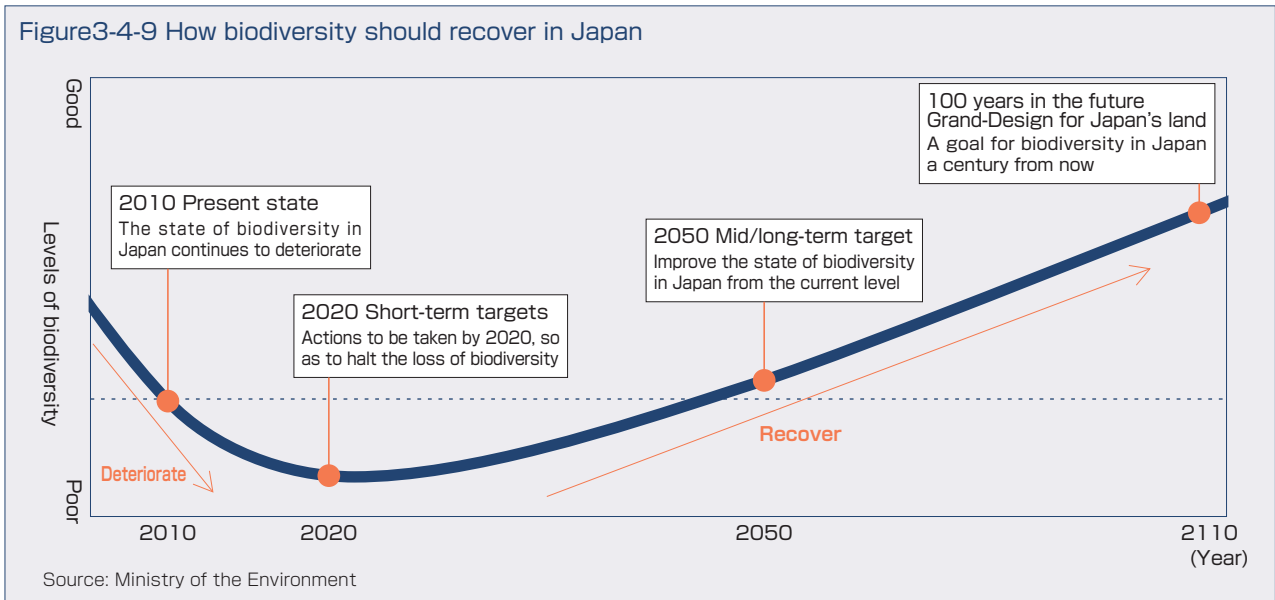 Figure3-4-9 How biodiversity should recover in Japan
Good
Levels of biodiversity
Poor
2010 Present state
The state of biodiversity in
Japan continues to deteriorate
2020 Short-term targets
Actions to be taken by 2020, so
as to halt the loss of biodiversity
2050 Mid/long-term target
Improve the state of biodiversity
in Japan from the current level
100 years in the future
Grand-Design for Japan's land
A goal for biodiversity in Japan
a century from now
Deteriorate
Recover
2010
2020
2050
2110
(Year)
Source: Ministry of the Environment